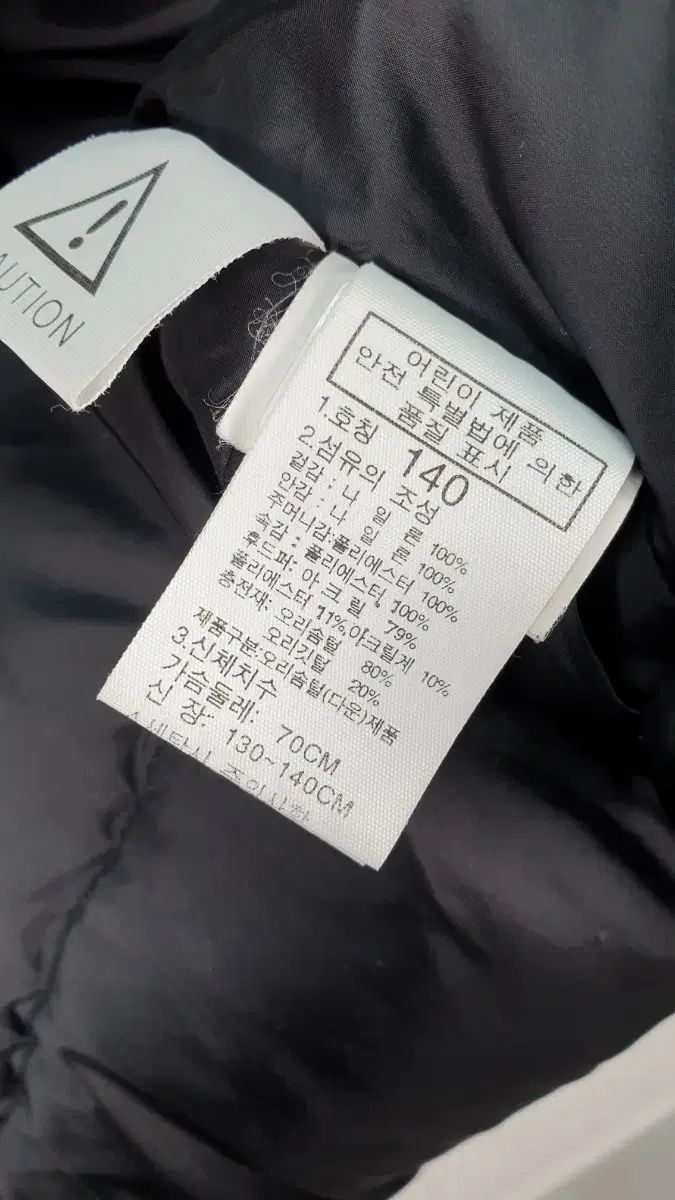 CAUTION
어린이 제품
안전 특별법에 의한
품질 표시
1.호칭 140
2.섬유의 조성
겉감 : 나 일 론 100%
안감 : 나 일 론 100%
주머니감:폴리에스터 100%
속감 : 폴리에스터 100%
후드퍼: 아 크 릴 79%
폴리에스터 11%,아크릴계 10%
충전재: 오리솜털 80%
오리깃털 20%
제품구분:오리솜털(다운)제품
3.신체치수
가슴둘레: 70CM
신 장: 130~140CM